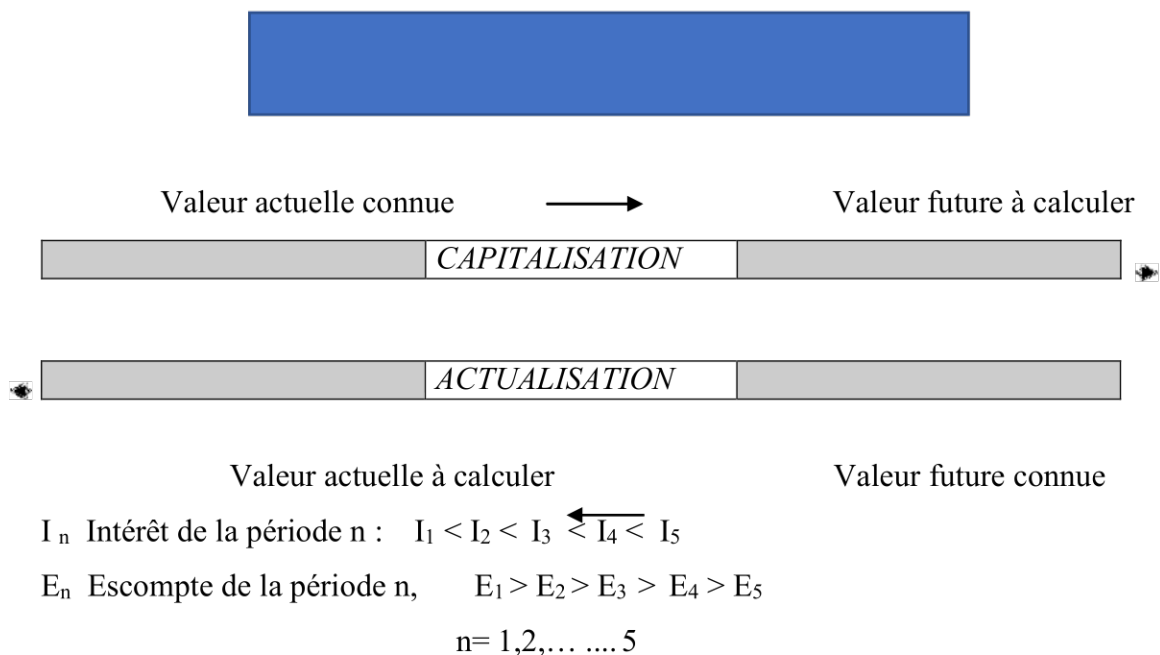 Valeur actuelle connue Valeur future à calculer
CAPITALISATION
ACTUALISATION
Valeur actuelle à calculer Valeur future connue
I n Intérêt de la période n : I₁ < I₂ < I₃ < I₄ < I₅
Eₙ Escompte de la période n, E₁ > E₂ > E₃ > E₄ > E₅
n= 1,2,… .... 5